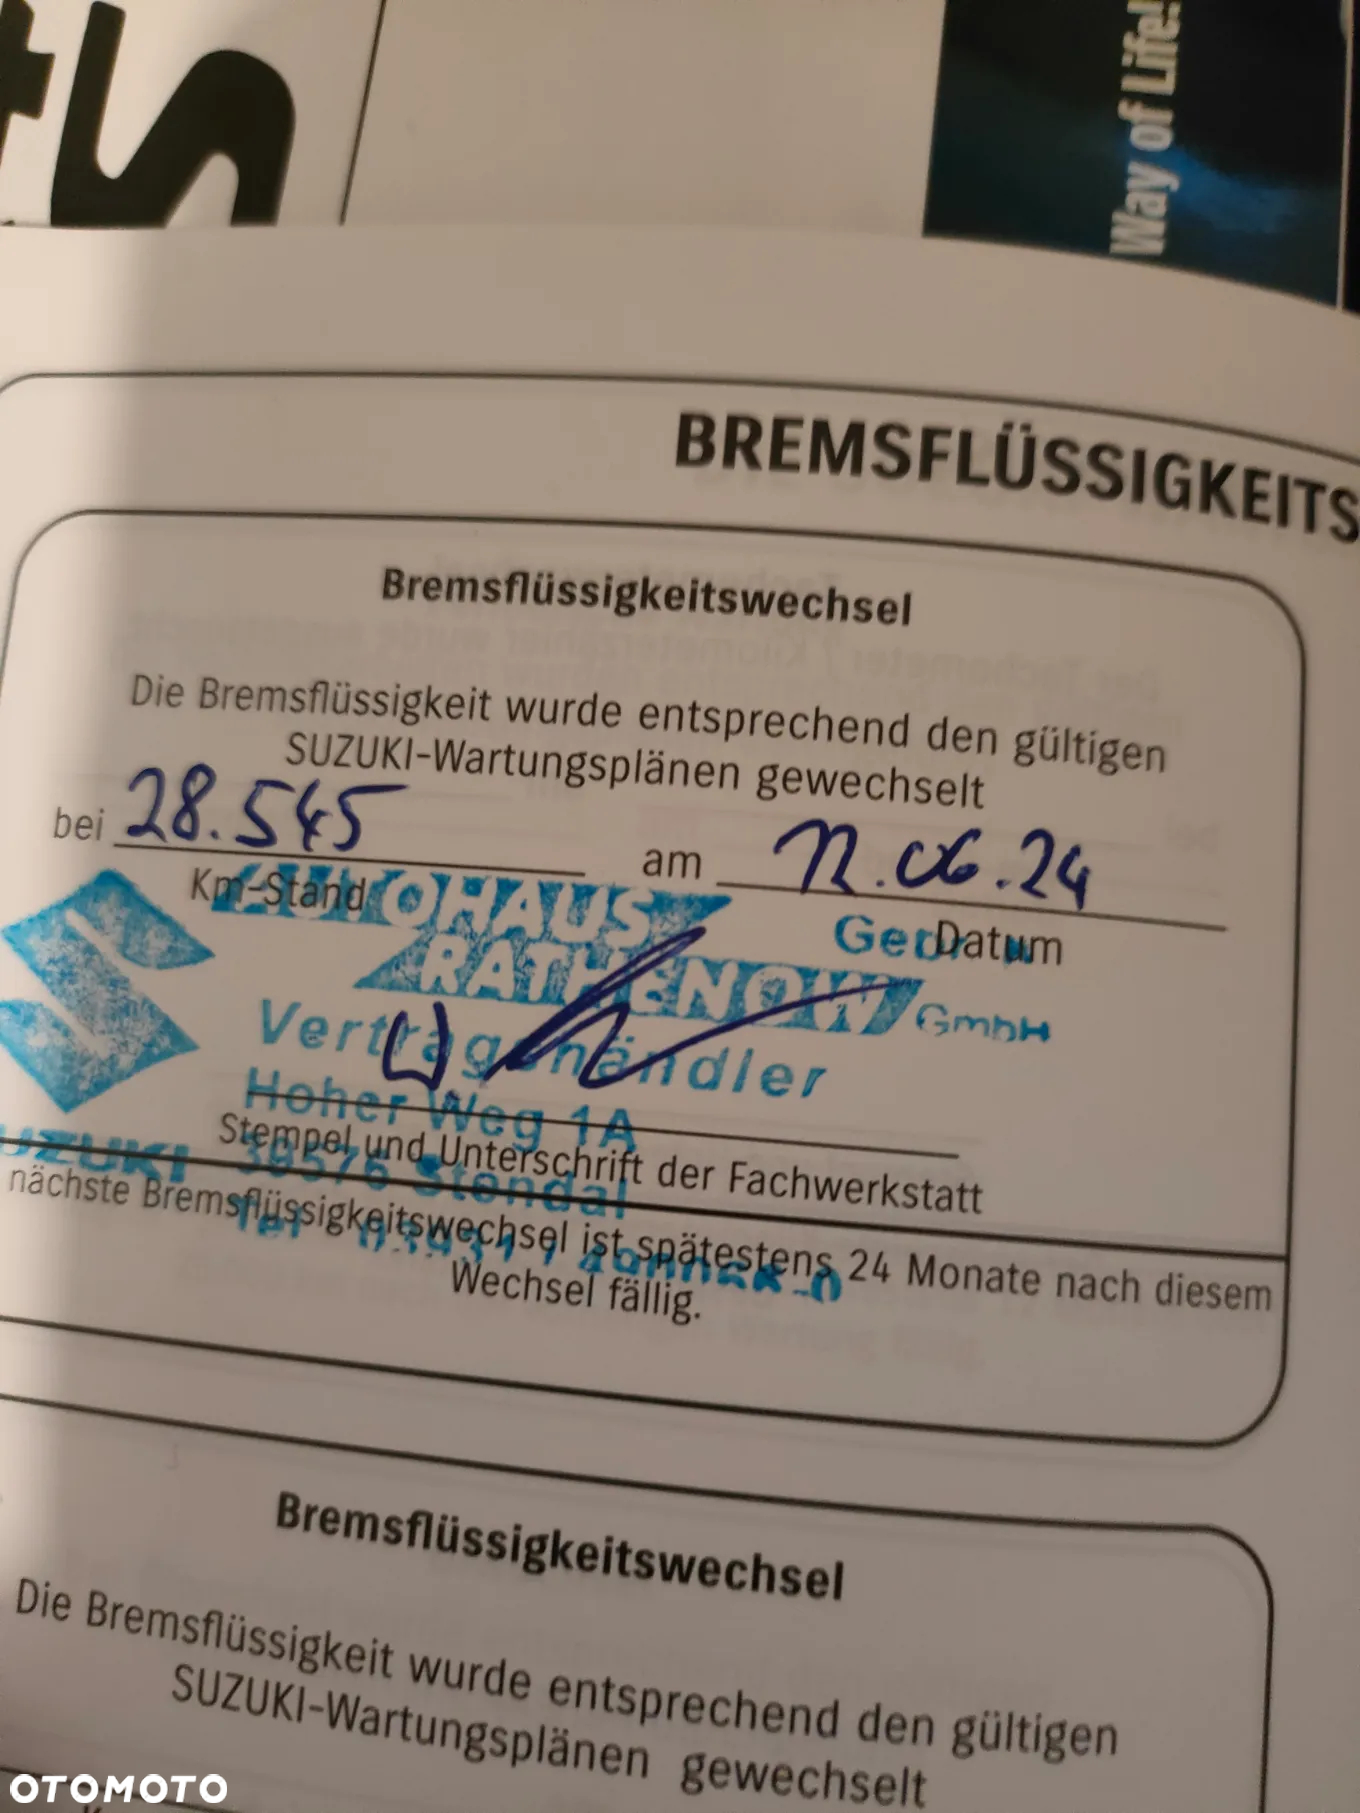 Way of Life!
BREMSFLÜSSIGKEITS
Bremsflüssigkeitswechsel
Die Bremsflüssigkeit wurde entsprechend den gültigen
SUZUKI-Wartungsplänen gewechselt
bei 28.545 am 12.06.24
Km-Stand Datum
AUTOHAUS
RATHENOW GmbH
Vertragshändler
Hoher Weg 1A
Stempel und Unterschrift der Fachwerkstatt
UZUKI 39576 Stendal
nächste Bremsflüssigkeitswechsel ist spätestens 24 Monate nach diesem
Wechsel fällig.
Bremsflüssigkeitswechsel
Die Bremsflüssigkeit wurde entsprechend den gültigen
SUZUKI-Wartungsplänen gewechselt
OTOMOTO